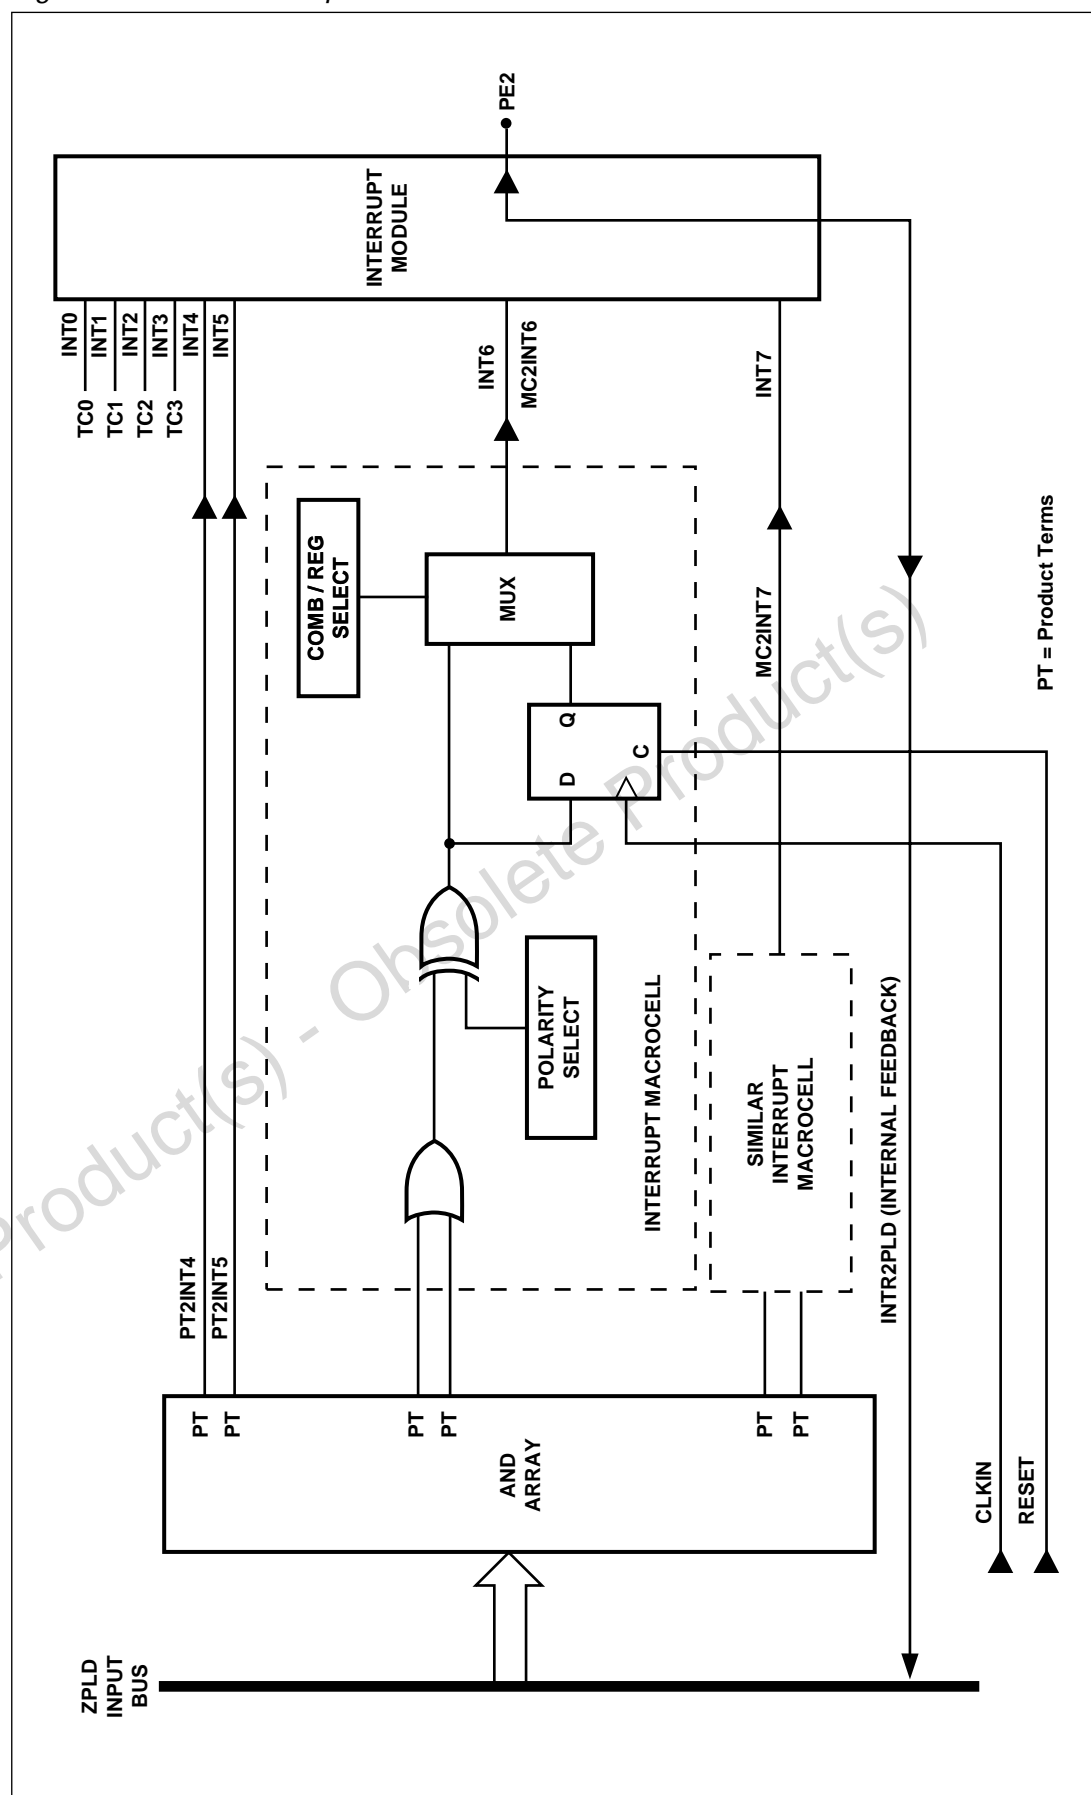 INT0
INT1
INT2
INT3
INT4
INT5
TC0
TC1
TC2
TC3
PT2INT4
PT2INT5
PT
PT
PT
PT
PT
PT
ZPLD
INPUT
BUS
AND
ARRAY
COMB / REG
SELECT
MUX
D
Q
C
POLARITY
SELECT
INTERRUPT MACROCELL
SIMILAR
INTERRUPT
MACROCELL
INTERRUPT
MODULE
PE2
INT6
MC2INT6
MC2INT7
INT7
INTR2PLD (INTERNAL FEEDBACK)
CLKIN
RESET
PT = Product Terms
Product(s) - Obsolete Product(s)